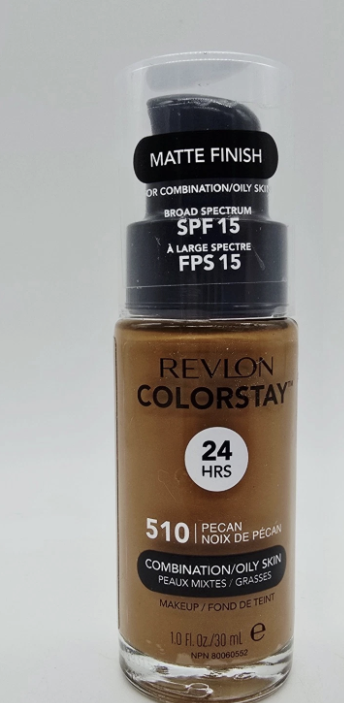 MATTE FINISH
FOR COMBINATION/OILY SKIN
BROAD SPECTRUM
SPF 15
À LARGE SPECTRE
FPS 15
REVLON
COLORSTAY™
24
HRS
510 | PECAN
NOIX DE PÉCAN
COMBINATION/OILY SKIN
PEAUX MIXTES / GRASSES
MAKEUP / FOND DE TEINT
1.0 Fl. Oz./30 mL ℮
NPN 80060552